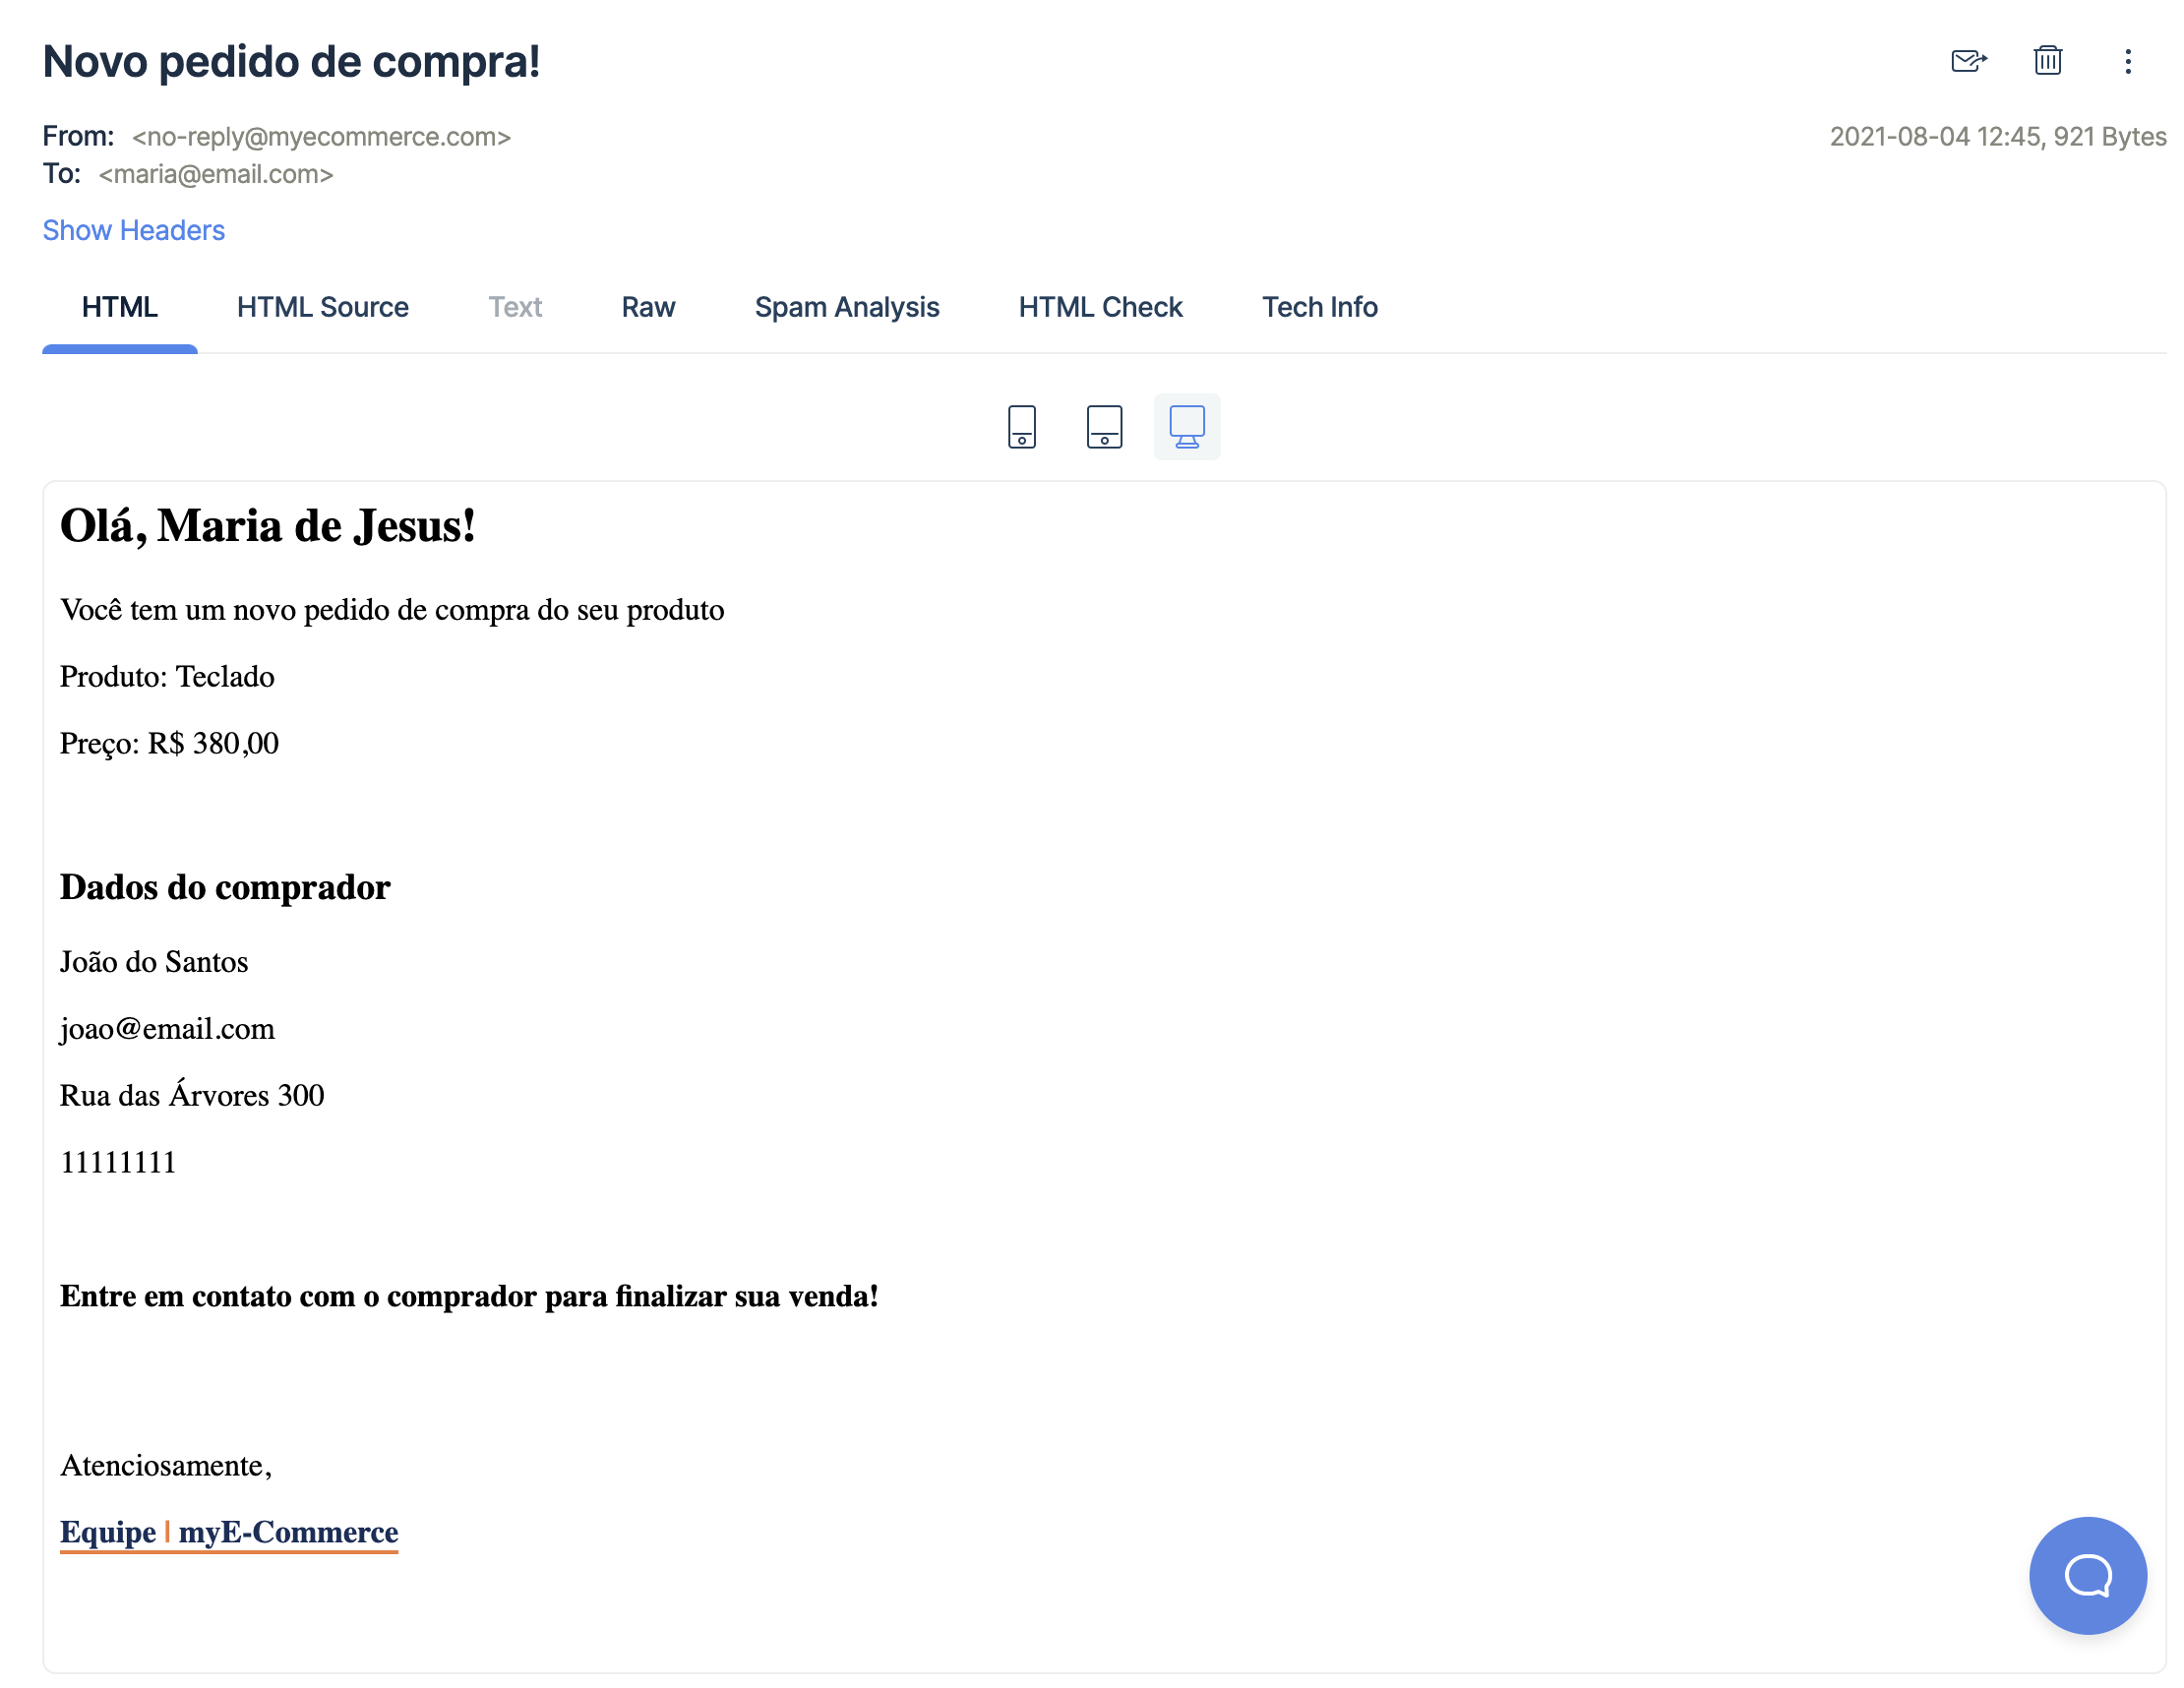 Novo pedido de compra!
From: <no-reply@myecommerce.com>
2021-08-04 12:45, 921 Bytes
To: <maria@email.com>
Show Headers
HTML HTML Source Text Raw Spam Analysis HTML Check Tech Info
Olá, Maria de Jesus!
Você tem um novo pedido de compra do seu produto
Produto: Teclado
Preço: R$ 380,00
Dados do comprador
João do Santos
joao@email.com
Rua das Árvores 300
11111111
Entre em contato com o comprador para finalizar sua venda!
Atenciosamente,
Equipe | myE-Commerce